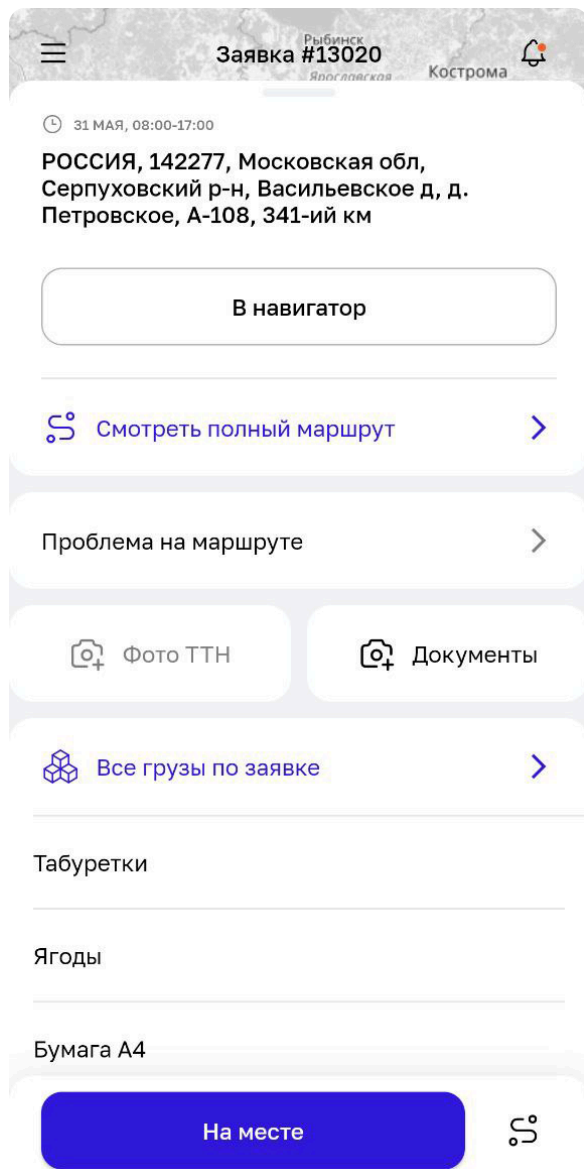 Рыбинск
Заявка #13020
Ярославская
Кострома
31 МАЯ, 08:00-17:00
РОССИЯ, 142277, Московская обл,
Серпуховский р-н, Васильевское д, д.
Петровское, А-108, 341-ий км
В навигатор
Смотреть полный маршрут
Проблема на маршруте
Фото ТТН
Документы
Все грузы по заявке
Табуретки
Ягоды
Бумага А4
На месте